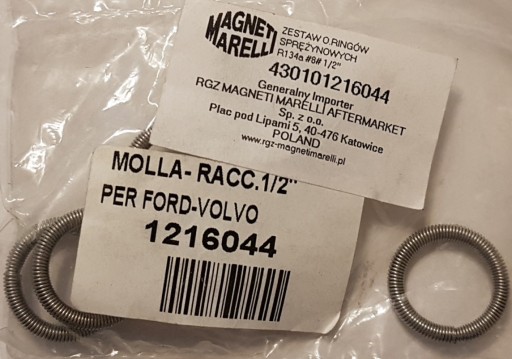 MAGNETI
MARELLI
ZESTAW O.RINGÓW
SPRĘŻYNOWYCH
R134a #8# 1/2"
430101216044
Generalny Importer
RGZ MAGNETI MARELLI AFTERMARKET
Sp. z o.o.
Plac pod Lipami 5, 40-476 Katowice
POLAND
www.rgz-magnetimarelli.pl
MOLLA- RACC.1/2"
PER FORD-VOLVO
1216044